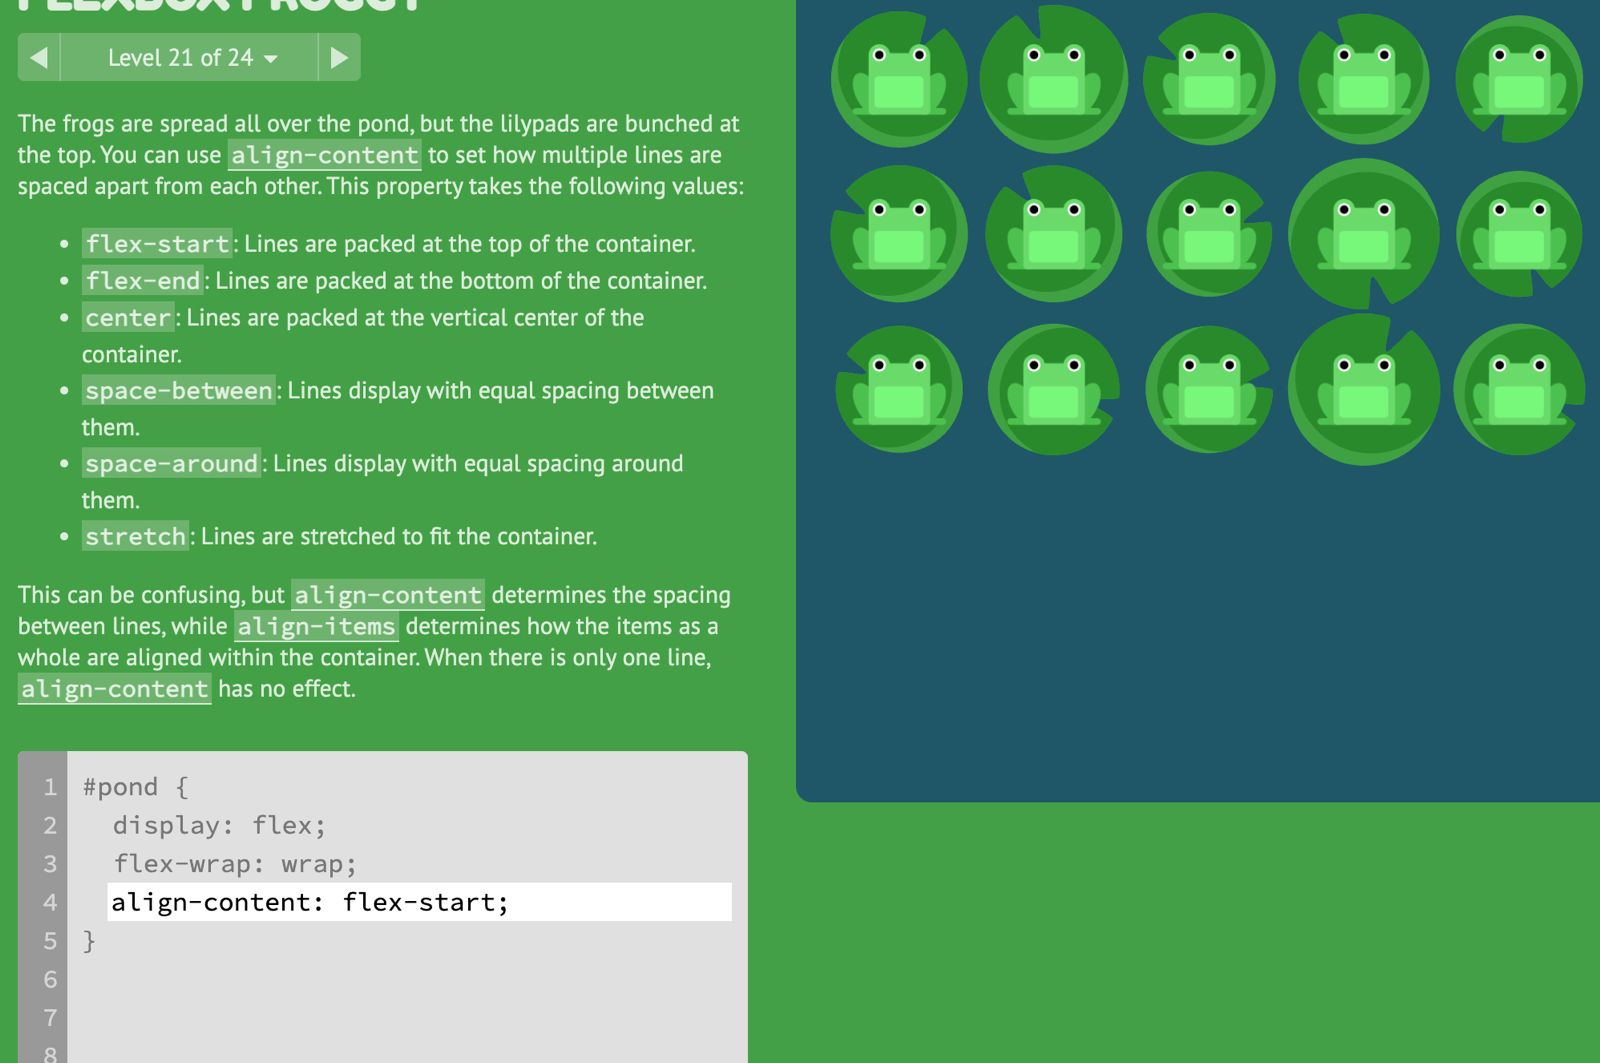 FLEXBOX FROGGY
Level 21 of 24
The frogs are spread all over the pond, but the lilypads are bunched at
the top. You can use align-content to set how multiple lines are
spaced apart from each other. This property takes the following values:
flex-start: Lines are packed at the top of the container.
flex-end: Lines are packed at the bottom of the container.
center: Lines are packed at the vertical center of the
container.
space-between: Lines display with equal spacing between
them.
space-around: Lines display with equal spacing around
them.
stretch: Lines are stretched to fit the container.
This can be confusing, but align-content determines the spacing
between lines, while align-items determines how the items as a
whole are aligned within the container. When there is only one line,
align-content has no effect.
1 #pond {
2 display: flex;
3 flex-wrap: wrap;
4 align-content: flex-start;
5 }
6
7
8